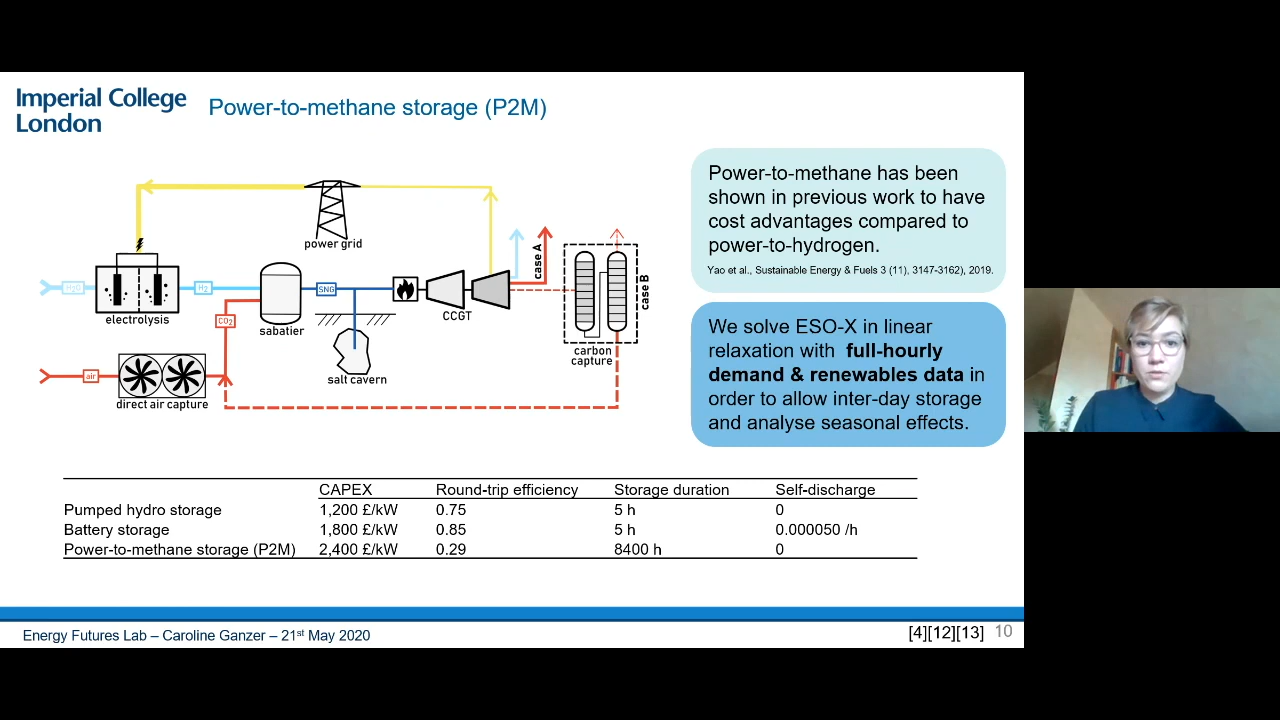 Imperial College
London
Power-to-methane storage (P2M)
power grid
H₂O
electrolysis
H₂
CO₂
air
direct air capture
sabatier
SNG
salt cavern
CCGT
case A
case B
carbon
capture
Power-to-methane has been
shown in previous work to have
cost advantages compared to
power-to-hydrogen.
Yao et al., Sustainable Energy & Fuels 3 (11), 3147-3162), 2019.
We solve ESO-X in linear
relaxation with full-hourly
demand & renewables data in
order to allow inter-day storage
and analyse seasonal effects.
CAPEX Round-trip efficiency Storage duration Self-discharge
Pumped hydro storage 1,200 £/kW 0.75 5 h 0
Battery storage 1,800 £/kW 0.85 5 h 0.000050 /h
Power-to-methane storage (P2M) 2,400 £/kW 0.29 8400 h 0
Energy Futures Lab – Caroline Ganzer – 21st May 2020
[4][12][13] 10